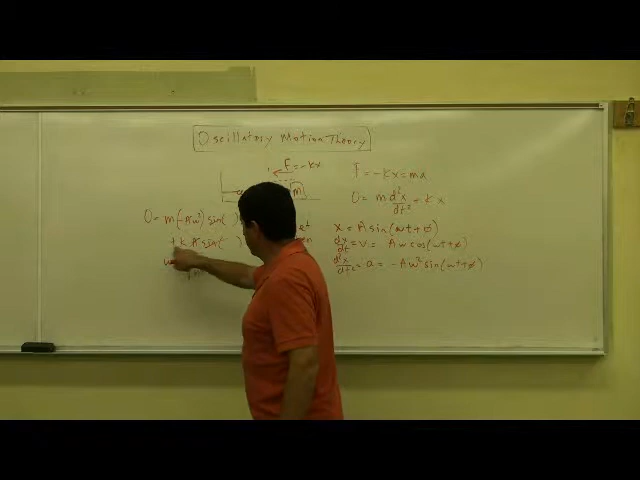 Oscillatory Motion Theory
F=-kx
m
F=-kx=ma
0= m d²x/dt² + kx
0= m(-Aω²) sin( )
+kA sin( )
x = A sin(ωt+φ)
dx/dt = v = Aω cos(ωt+φ)
d²x/dt² = a = -Aω² sin(ωt+φ)